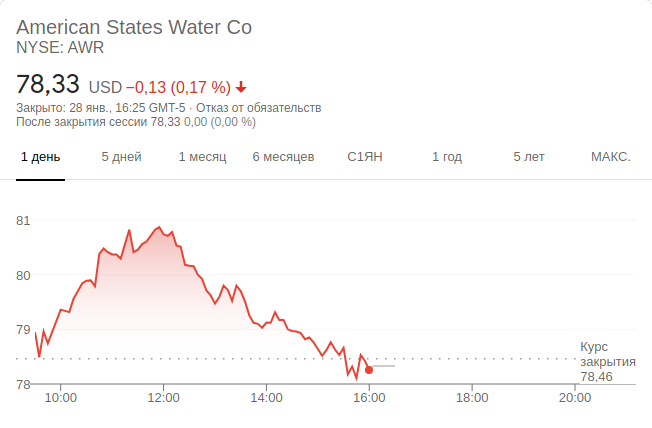 American States Water Co
NYSE: AWR
78,33 USD −0,13 (0,17 %)
Закрыто: 28 янв., 16:25 GMT-5 · Отказ от обязательств
После закрытия сессии 78,33 0,00 (0,00 %)
1 день 5 дней 1 месяц 6 месяцев С1ЯН 1 год 5 лет МАКС.
81
80
79
Курс
закрытия
78,46
78
10:00 12:00 14:00 16:00 18:00 20:00